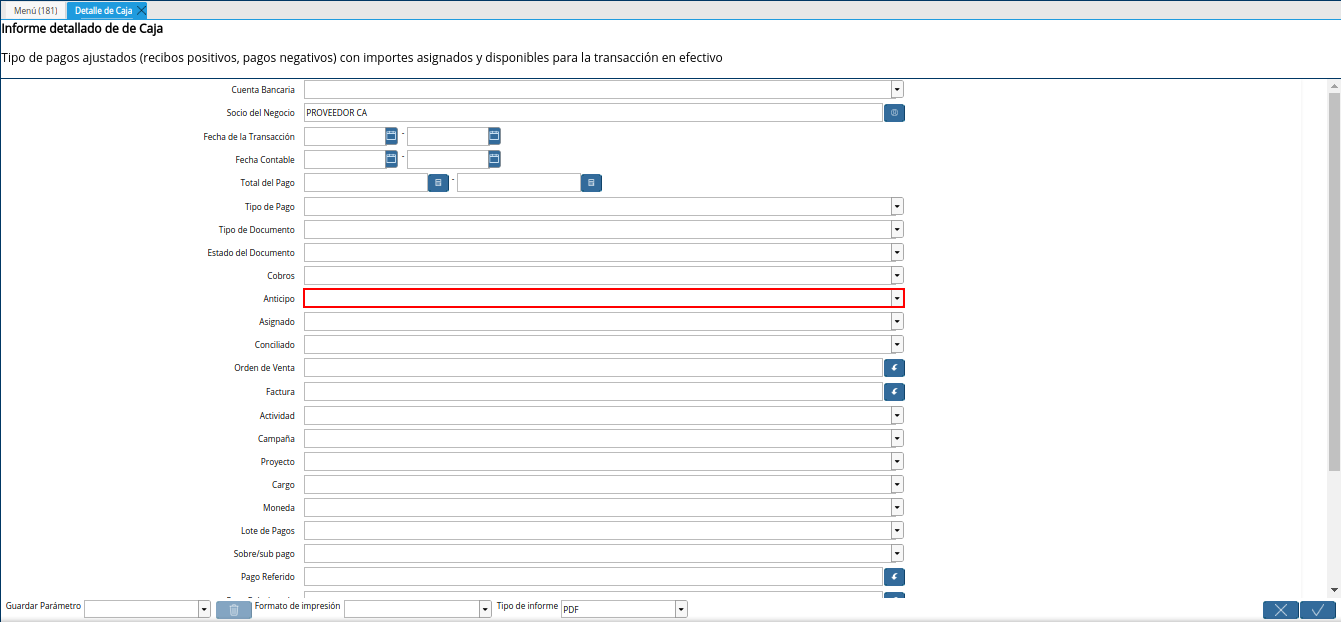 Menú (181) Detalle de Caja
Informe detallado de de Caja
Tipo de pagos ajustados (recibos positivos, pagos negativos) con importes asignados y disponibles para la transacción en efectivo
Cuenta Bancaria
Socio del Negocio PROVEEDOR CA
Fecha de la Transacción -
Fecha Contable -
Total del Pago -
Tipo de Pago
Tipo de Documento
Estado del Documento
Cobros
Anticipo
Asignado
Conciliado
Orden de Venta
Factura
Actividad
Campaña
Proyecto
Cargo
Moneda
Lote de Pagos
Sobre/sub pago
Pago Referido
Guardar Parámetro Formato de impresión Tipo de informe PDF